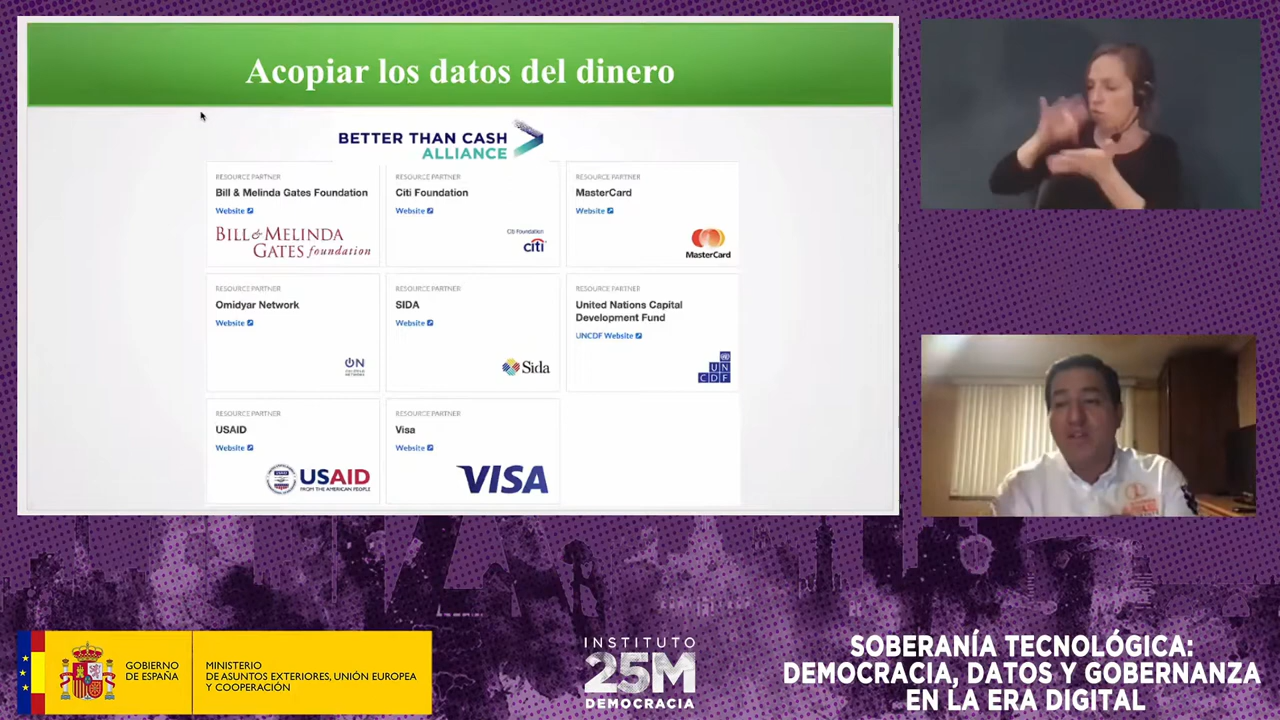 Acopiar los datos del dinero
BETTER THAN CASH
ALLIANCE
RESOURCE PARTNER
Bill & Melinda Gates Foundation
Website
BILL & MELINDA
GATES foundation
RESOURCE PARTNER
Citi Foundation
Website
Citi Foundation
citi
RESOURCE PARTNER
MasterCard
Website
MasterCard
RESOURCE PARTNER
Omidyar Network
Website
ON
RESOURCE PARTNER
SIDA
Website
Sida
RESOURCE PARTNER
United Nations Capital
Development Fund
UNCDF Website
UN
CDF
RESOURCE PARTNER
USAID
Website
USAID
FROM THE AMERICAN PEOPLE
RESOURCE PARTNER
Visa
Website
VISA
GOBIERNO
DE ESPAÑA
MINISTERIO
DE ASUNTOS EXTERIORES, UNIÓN EUROPEA
Y COOPERACIÓN
INSTITUTO
25M
DEMOCRACIA
SOBERANÍA TECNOLÓGICA:
DEMOCRACIA, DATOS Y GOBERNANZA
EN LA ERA DIGITAL